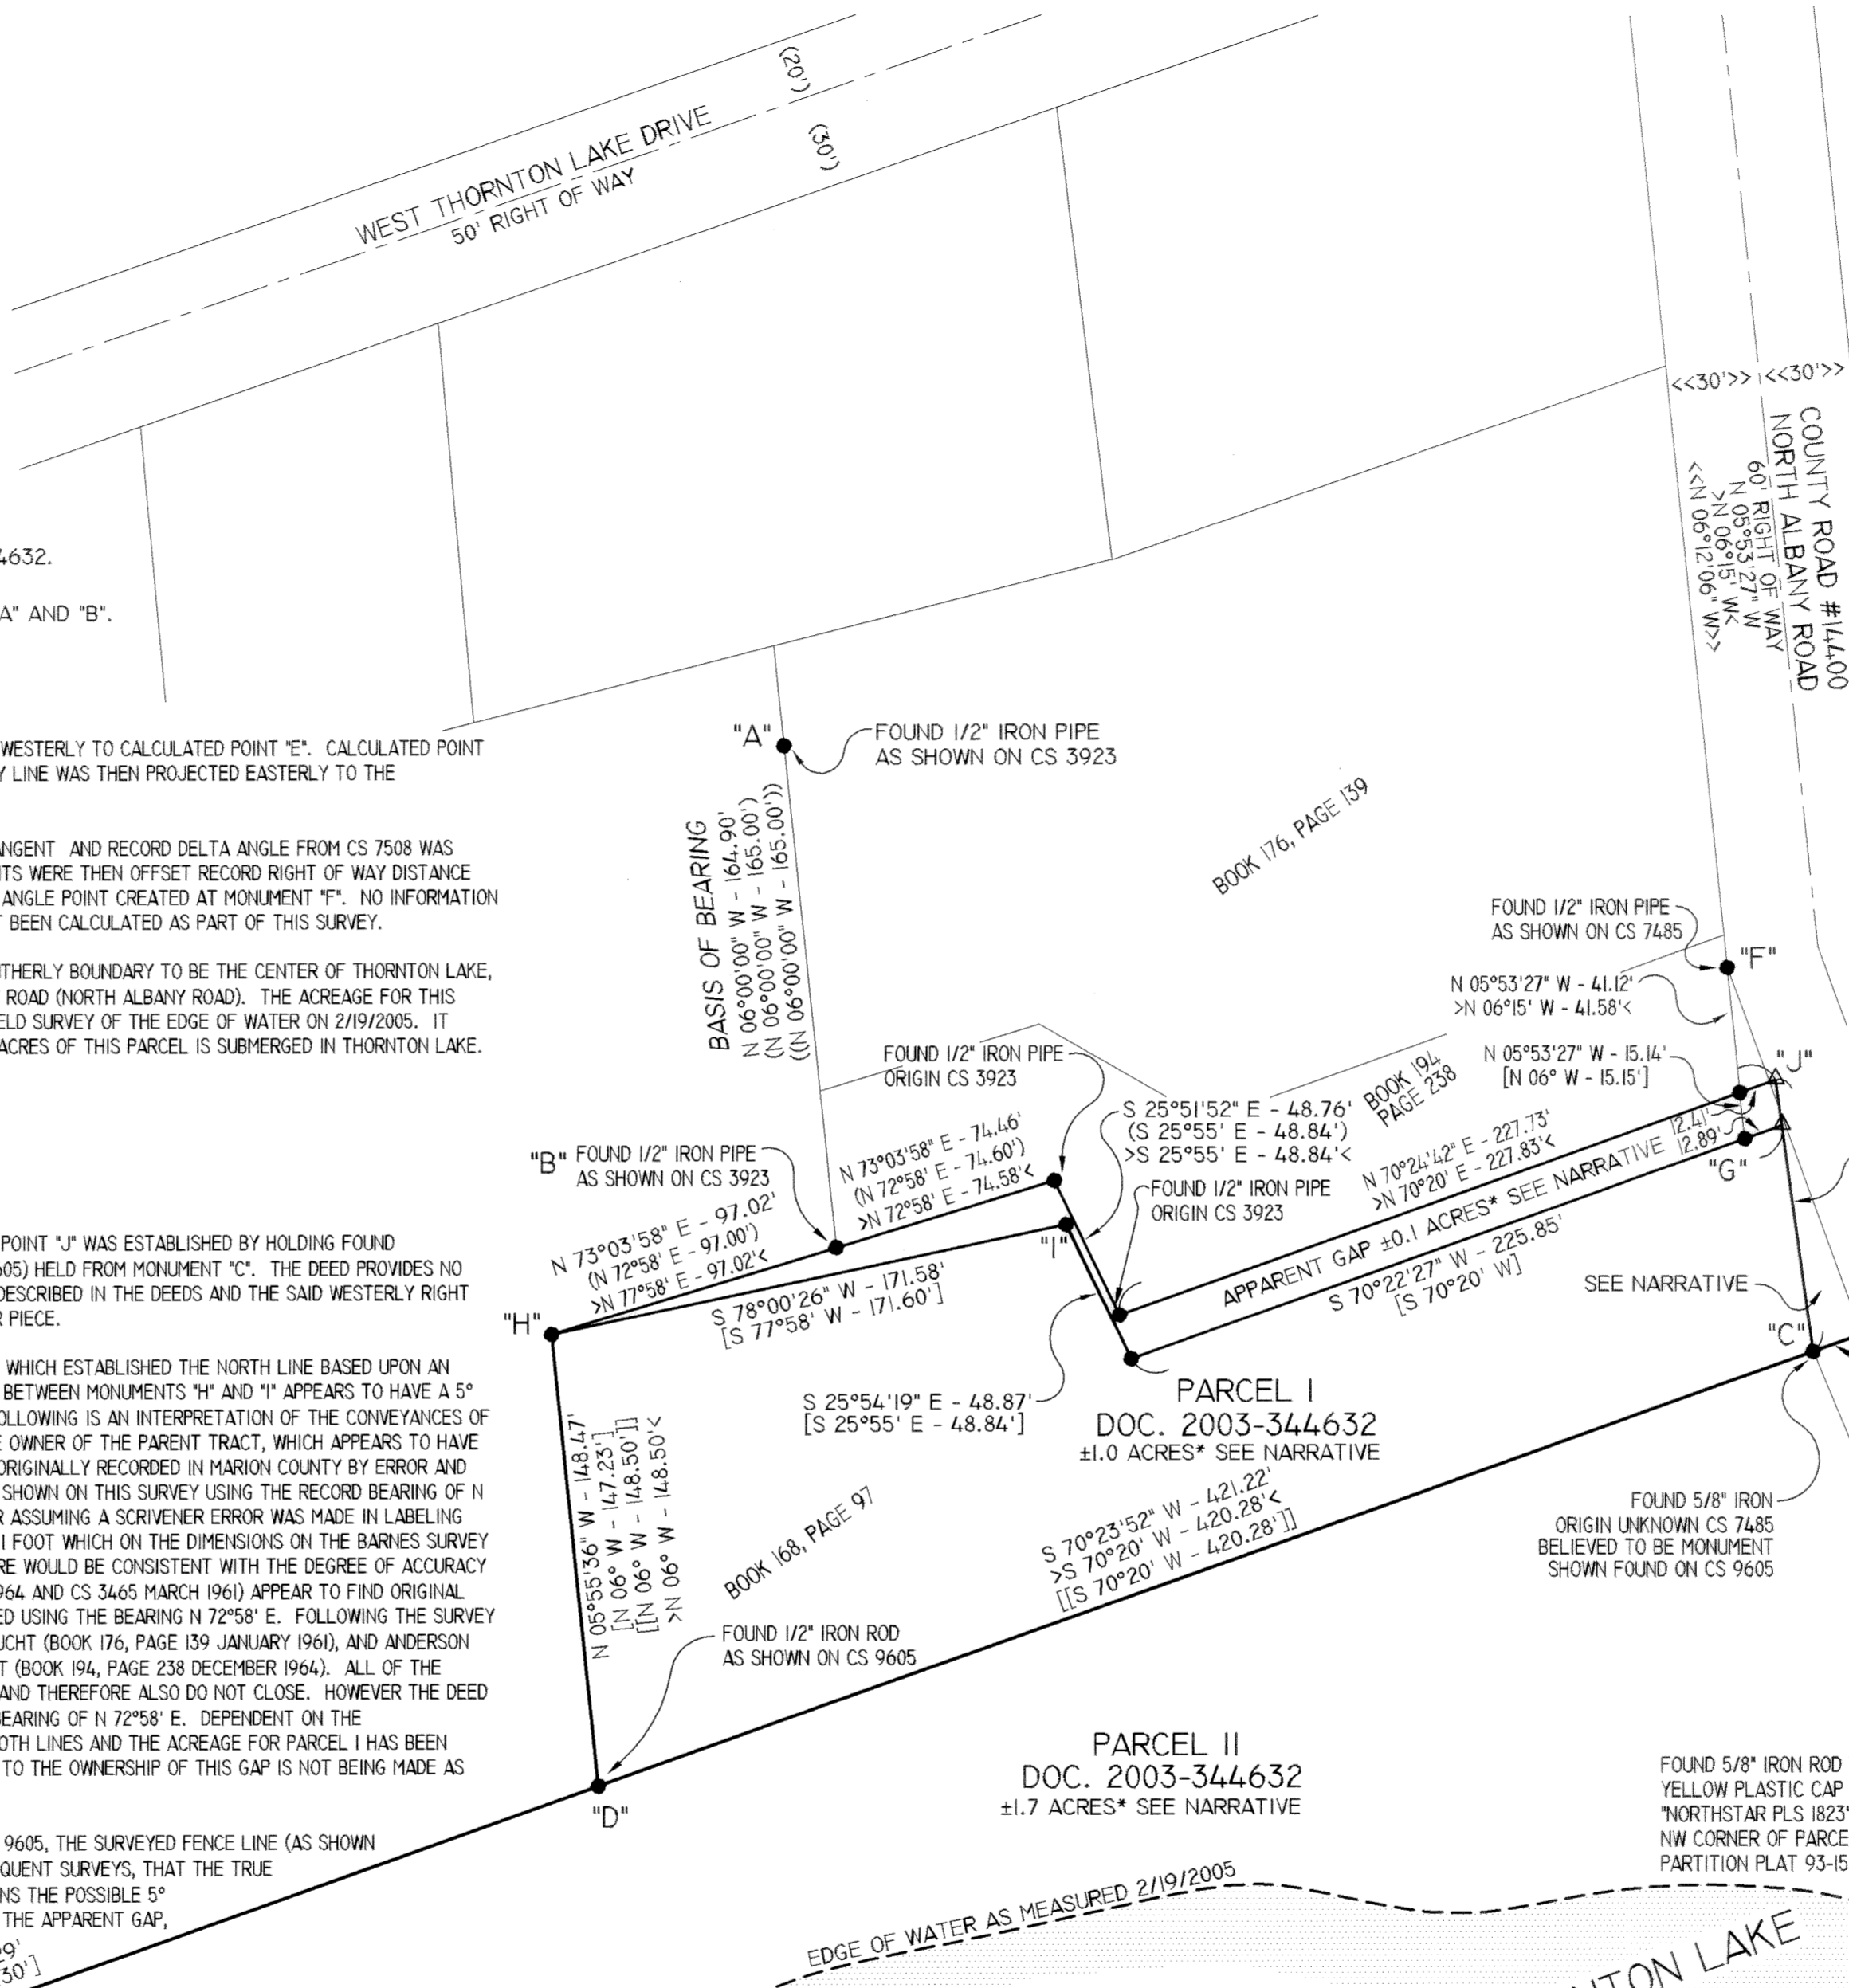 (20')
WEST THORNTON LAKE DRIVE
50' RIGHT OF WAY
(30')
<<30'>> <<30'>>
COUNTY ROAD #14400
NORTH ALBANY ROAD
60' RIGHT OF WAY
N 05°53'27" W
>N 06°15' W<
<<N 06°12'06" W>>
4632.
A" AND "B".
WESTERLY TO CALCULATED POINT "E". CALCULATED POINT
Y LINE WAS THEN PROJECTED EASTERLY TO THE
ANGENT AND RECORD DELTA ANGLE FROM CS 7508 WAS
ITS WERE THEN OFFSET RECORD RIGHT OF WAY DISTANCE
ANGLE POINT CREATED AT MONUMENT "F". NO INFORMATION
T BEEN CALCULATED AS PART OF THIS SURVEY.
THERLY BOUNDARY TO BE THE CENTER OF THORNTON LAKE,
ROAD (NORTH ALBANY ROAD). THE ACREAGE FOR THIS
ELD SURVEY OF THE EDGE OF WATER ON 2/19/2005. IT
ACRES OF THIS PARCEL IS SUBMERGED IN THORNTON LAKE.
POINT "J" WAS ESTABLISHED BY HOLDING FOUND
605) HELD FROM MONUMENT "C". THE DEED PROVIDES NO
DESCRIBED IN THE DEEDS AND THE SAID WESTERLY RIGHT
R PIECE.
WHICH ESTABLISHED THE NORTH LINE BASED UPON AN
BETWEEN MONUMENTS "H" AND "I" APPEARS TO HAVE A 5°
OLLOWING IS AN INTERPRETATION OF THE CONVEYANCES OF
E OWNER OF THE PARENT TRACT, WHICH APPEARS TO HAVE
ORIGINALLY RECORDED IN MARION COUNTY BY ERROR AND
SHOWN ON THIS SURVEY USING THE RECORD BEARING OF N
R ASSUMING A SCRIVENER ERROR WAS MADE IN LABELING
1 FOOT WHICH ON THE DIMENSIONS ON THE BARNES SURVEY
RE WOULD BE CONSISTENT WITH THE DEGREE OF ACCURACY
964 AND CS 3465 MARCH 1961) APPEAR TO FIND ORIGINAL
ED USING THE BEARING N 72°58' E. FOLLOWING THE SURVEY
UCHT (BOOK 176, PAGE 139 JANUARY 1961), AND ANDERSON
T (BOOK 194, PAGE 238 DECEMBER 1964). ALL OF THE
AND THEREFORE ALSO DO NOT CLOSE. HOWEVER THE DEED
BEARING OF N 72°58' E. DEPENDENT ON THE
OTH LINES AND THE ACREAGE FOR PARCEL I HAS BEEN
TO THE OWNERSHIP OF THIS GAP IS NOT BEING MADE AS
9605, THE SURVEYED FENCE LINE (AS SHOWN
QUENT SURVEYS, THAT THE TRUE
NS THE POSSIBLE 5°
THE APPARENT GAP,
29'
30']
"A"
FOUND 1/2" IRON PIPE
AS SHOWN ON CS 3923
BASIS OF BEARING
N 06°00'00" W - 164.90'
(N 06°00'00" W - 165.00')
((N 06°00'00" W - 165.00'))
BOOK 176, PAGE 139
FOUND 1/2" IRON PIPE
AS SHOWN ON CS 7485
"F"
N 05°53'27" W - 41.12'
>N 06°15' W - 41.58'<
N 05°53'27" W - 15.14'
[N 06° W - 15.15']
"J"
FOUND 1/2" IRON PIPE
ORIGIN CS 3923
BOOK 194
PAGE 238
S 25°51'52" E - 48.76'
(S 25°55' E - 48.84')
>S 25°55' E - 48.84'<
"B" FOUND 1/2" IRON PIPE
AS SHOWN ON CS 3923
N 73°03'58" E - 74.46'
(N 72°58' E - 74.60')
>N 72°58' E - 74.58'<
FOUND 1/2" IRON PIPE
ORIGIN CS 3923
N 70°24'42" E - 227.73'
>N 70°20' E - 227.83'<
12.41'
12.89'
"G"
APPARENT GAP ±0.1 ACRES* SEE NARRATIVE
S 70°22'27" W - 225.85'
[S 70°20' W]
N 73°03'58" E - 97.02'
(N 72°58' E - 97.00')
>N 77°58' E - 97.02'<
"I"
"H"
S 78°00'26" W - 171.58'
[S 77°58' W - 171.60']
SEE NARRATIVE
"C"
S 25°54'19" E - 48.87'
[S 25°55' E - 48.84']
PARCEL I
DOC. 2003-344632
±1.0 ACRES* SEE NARRATIVE
N 05°55'36" W - 148.47'
[N 06° W - 147.23']
[[N 06° W - 148.50']]
>N 06° W - 148.50'<
BOOK 168, PAGE 97
S 70°23'52" W - 421.22'
>S 70°20' W - 420.28'<
[[S 70°20' W - 420.28']]
FOUND 5/8" IRON
ORIGIN UNKNOWN CS 7485
BELIEVED TO BE MONUMENT
SHOWN FOUND ON CS 9605
FOUND 1/2" IRON ROD
AS SHOWN ON CS 9605
"D"
PARCEL II
DOC. 2003-344632
±1.7 ACRES* SEE NARRATIVE
FOUND 5/8" IRON ROD
YELLOW PLASTIC CAP
"NORTHSTAR PLS 1823"
NW CORNER OF PARCE
PARTITION PLAT 93-15
EDGE OF WATER AS MEASURED 2/19/2005
NTON LAKE